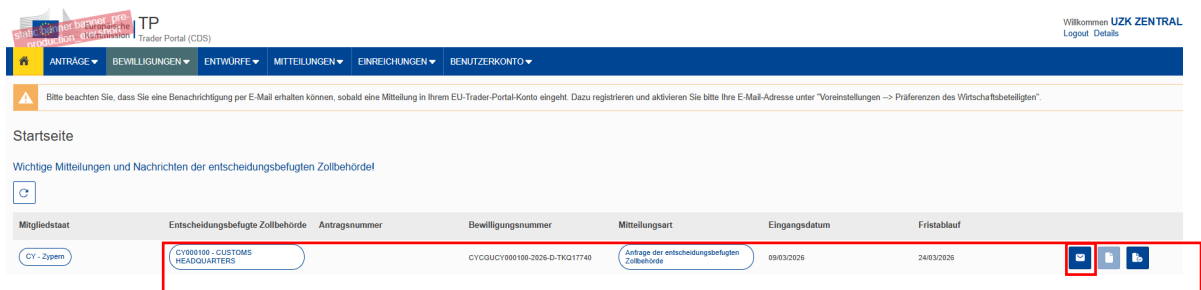 Europäische
Kommission
static.banner.banner_pre-
production_ekörshort
TP
Trader Portal (CDS)
Willkommen UZK ZENTRAL
Logout Details
ANTRÄGE BEWILLIGUNGEN ENTWÜRFE MITTEILUNGEN EINREICHUNGEN BENUTZERKONTO
Bitte beachten Sie, dass Sie eine Benachrichtigung per E-Mail erhalten können, sobald eine Mitteilung in Ihrem EU-Trader-Portal-Konto eingeht. Dazu registrieren und aktivieren Sie bitte Ihre E-Mail-Adresse unter "Voreinstellungen --> Präferenzen des Wirtschaftsbeteiligten".
Startseite
Wichtige Mitteilungen und Nachrichten der entscheidungsbefugten Zollbehörde!
Mitgliedstaat Entscheidungsbefugte Zollbehörde Antragsnummer Bewilligungsnummer Mitteilungsart Eingangsdatum Fristablauf
CY - Zypern
CY000100 - CUSTOMS
HEADQUARTERS
CYCGUCY000100-2026-D-TKQ17740
Anfrage der entscheidungsbefugten
Zollbehörde
09/03/2026
24/03/2026